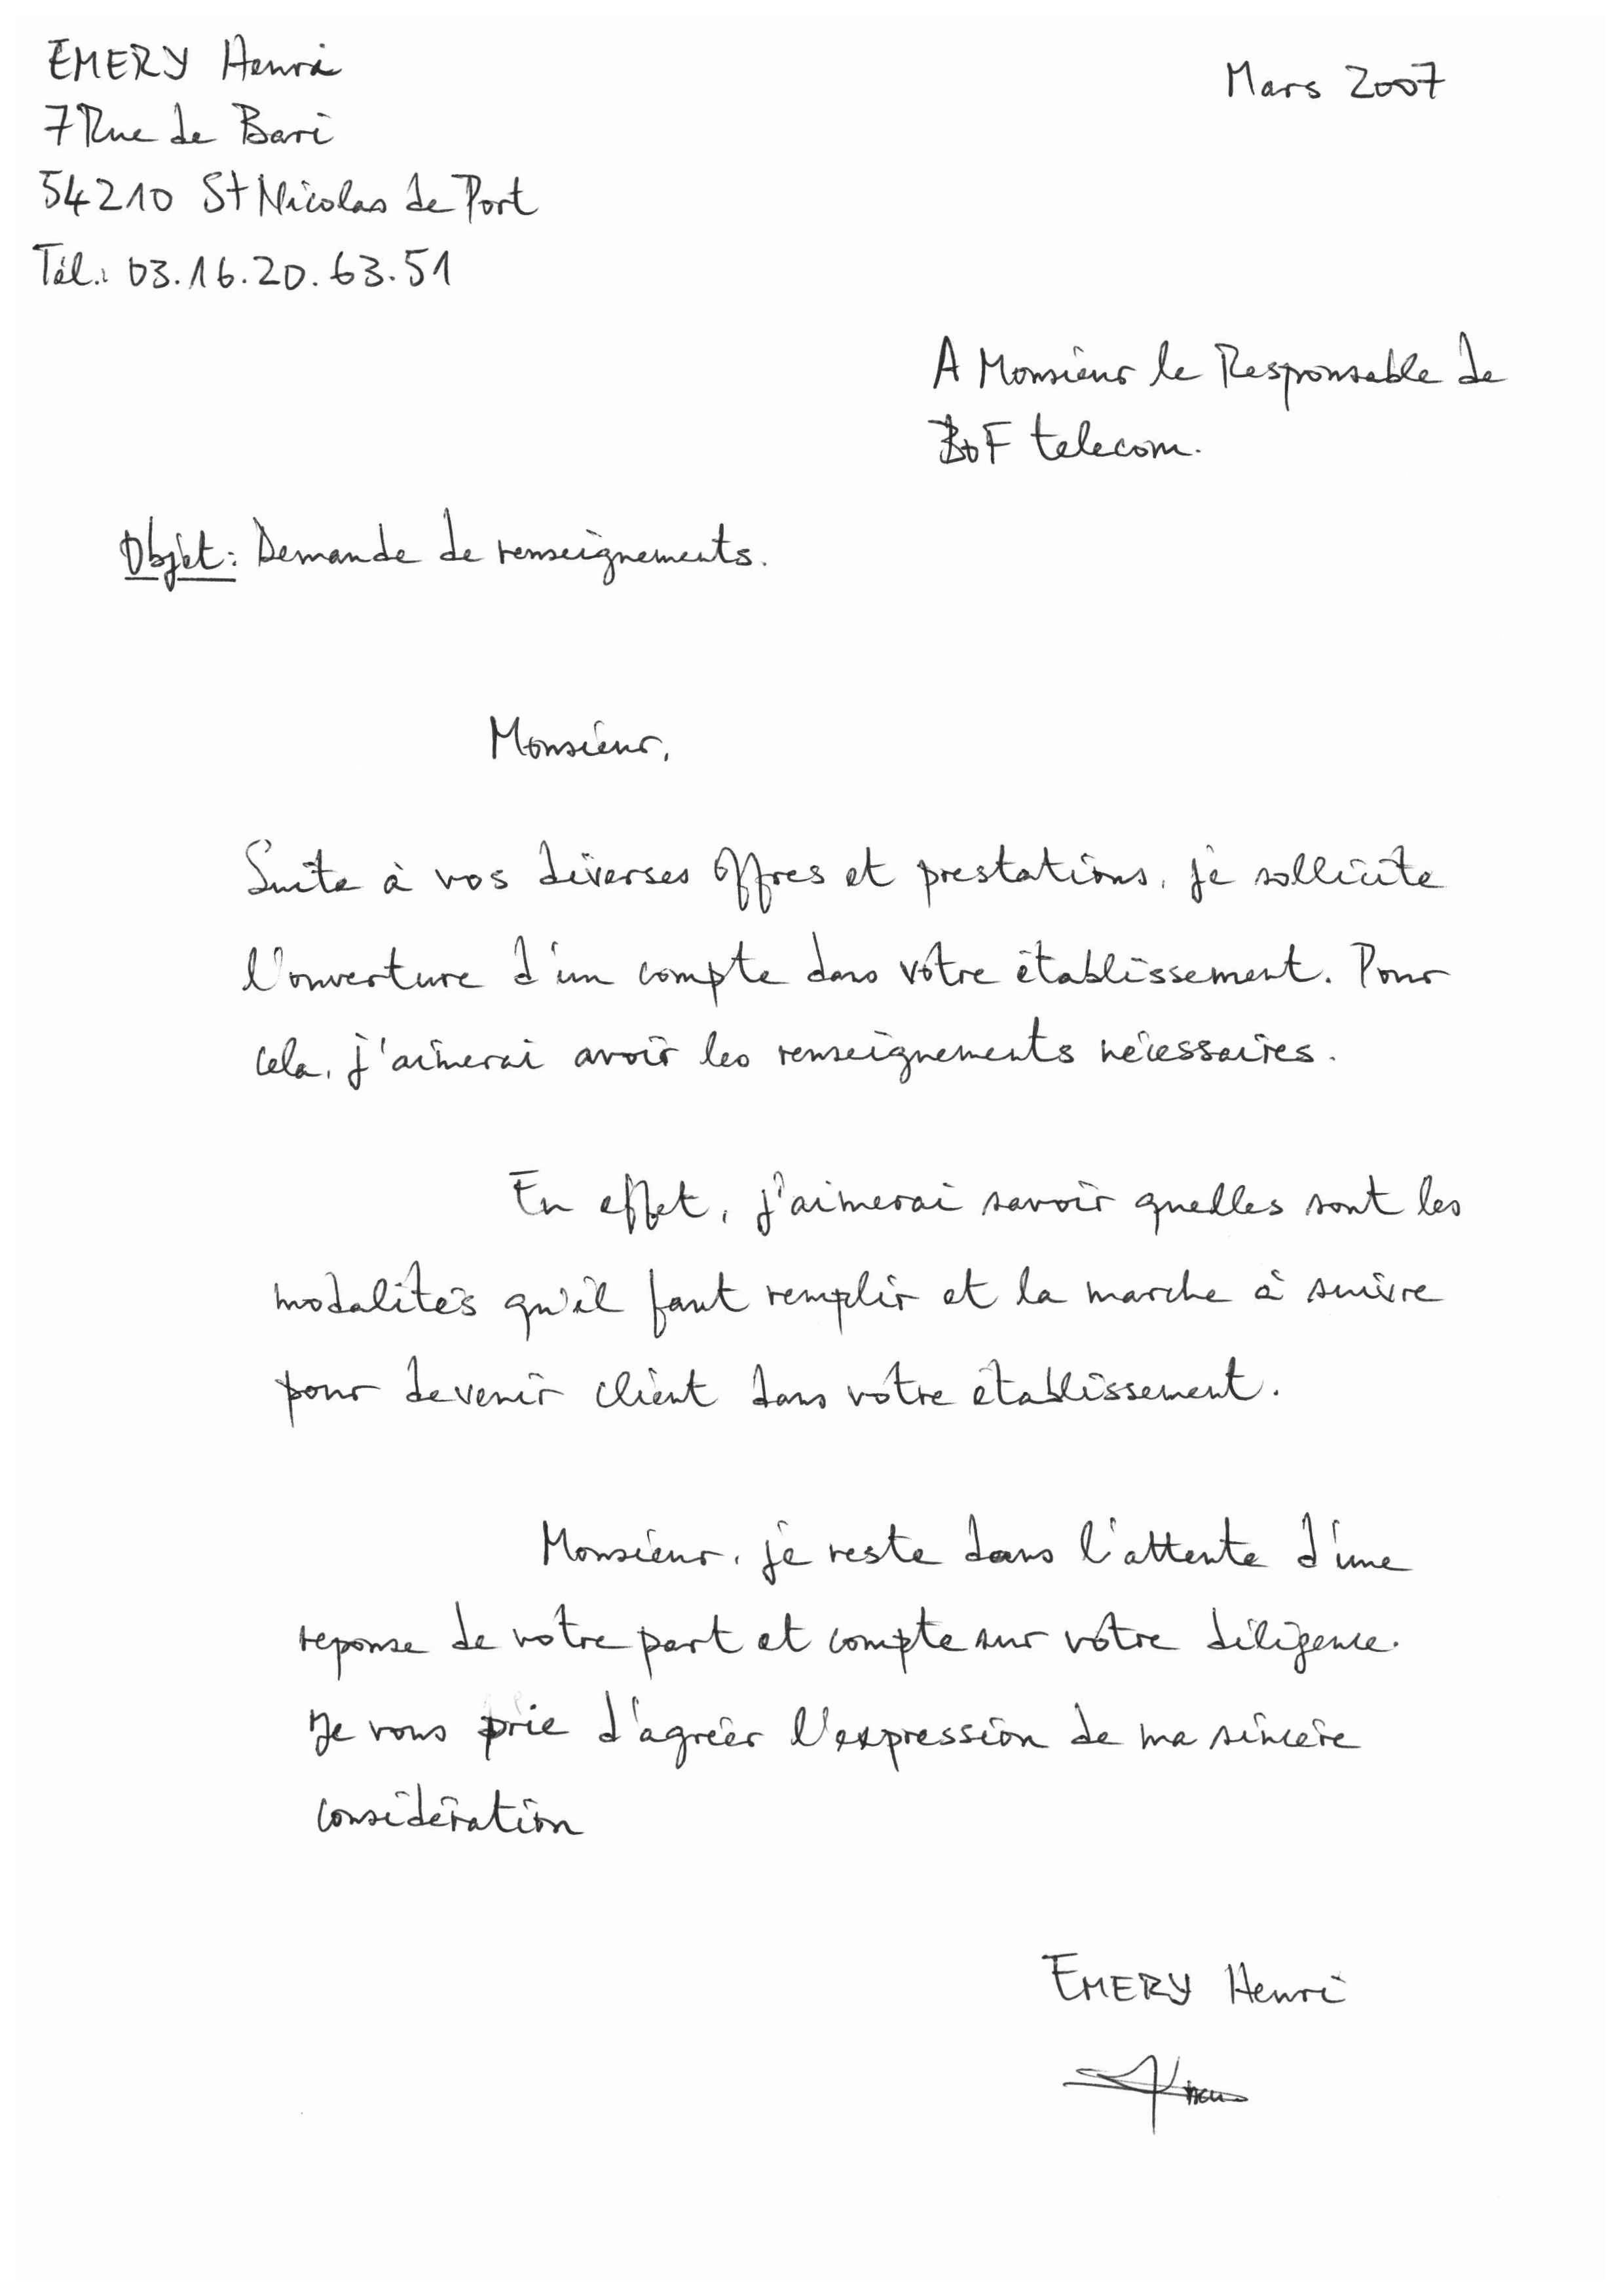 EMERY Henri
Mars 2007
7 Rue de Bari
54210 St Nicolas de Port
Tél.: 03.16.20.63.51
A Monsieur le Responsable de
BoF telecom.
Objet: Demande de renseignements.
Monsieur,
Suite à vos diverses offres et prestations, je sollicite
l'ouverture d'un compte dans votre établissement. Pour
cela, j'aimerai avoir les renseignements nécessaires.
En effet, j'aimerai savoir quelles sont les
modalités qu'il faut remplir et la marche à suivre
pour devenir client dans votre établissement.
Monsieur, je reste dans l'attente d'une
reponse de votre part et compte sur votre diligence.
Je vous prie d'agréer l'expression de ma sincère
considération
EMERY Henri